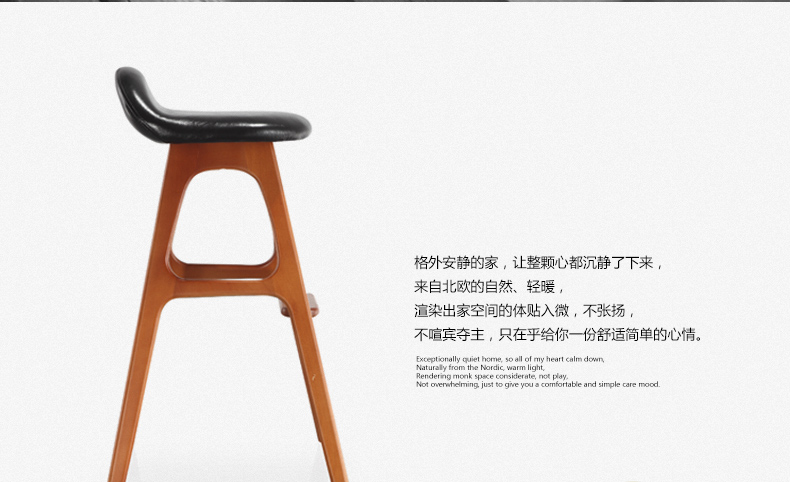 格外安静的家，让整颗心都沉静了下来，
来自北欧的自然、轻暖，
渲染出家空间的体贴入微，不张扬，
不喧宾夺主，只在乎给你一份舒适简单的心情。
Exceptionally quiet home, so all of my heart calm down,
Naturally from the Nordic, warm light,
Rendering monk space considerate, not play,
Not overwhelming, just to give you a comfortable and simple care mood.